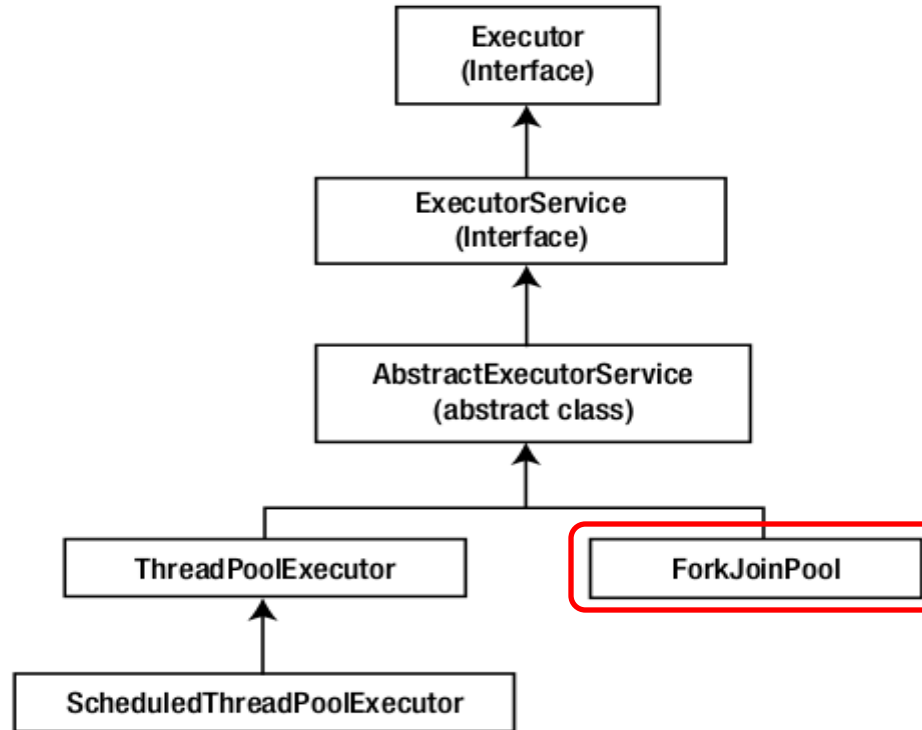 Executor
(Interface)
ExecutorService
(Interface)
AbstractExecutorService
(abstract class)
ThreadPoolExecutor
ForkJoinPool
ScheduledThreadPoolExecutor